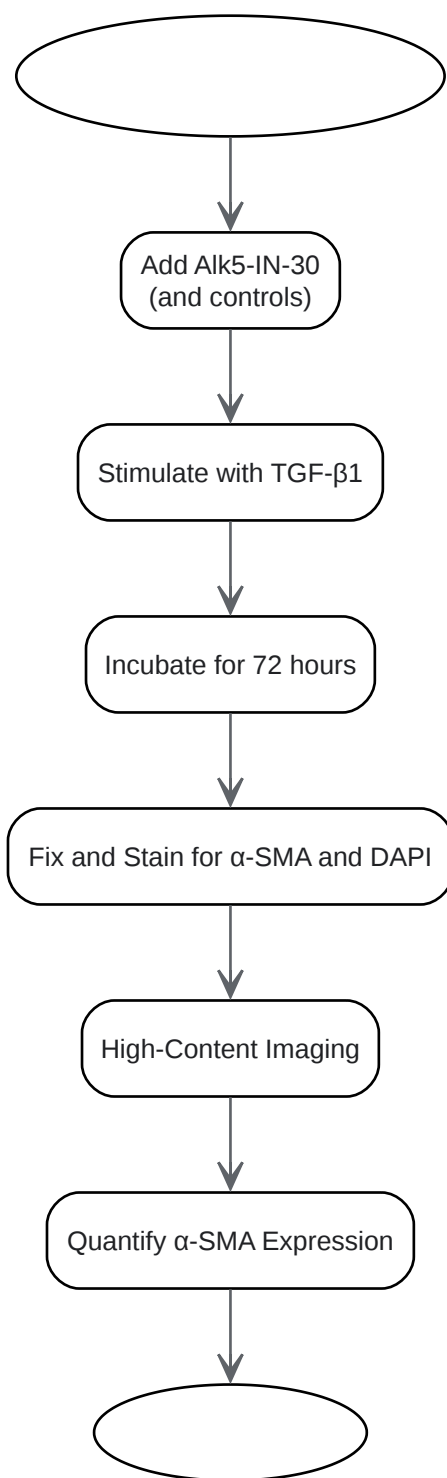 Add Alk5-IN-30
(and controls)
Stimulate with TGF-β1
Incubate for 72 hours
Fix and Stain for α-SMA and DAPI
High-Content Imaging
Quantify α-SMA Expression